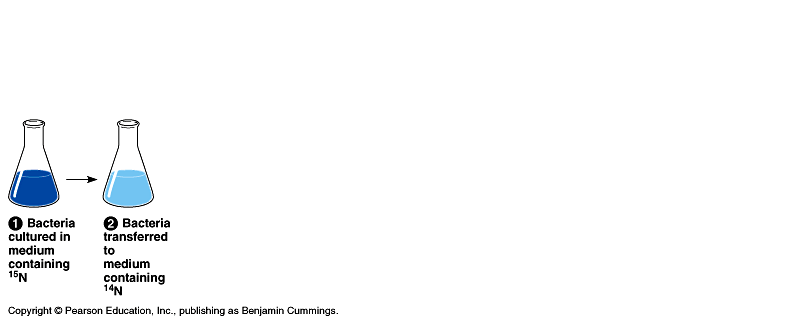 1 Bacteria
cultured in
medium
containing
15N
2 Bacteria
transferred
to
medium
containing
14N
Copyright © Pearson Education, Inc., publishing as Benjamin Cummings.